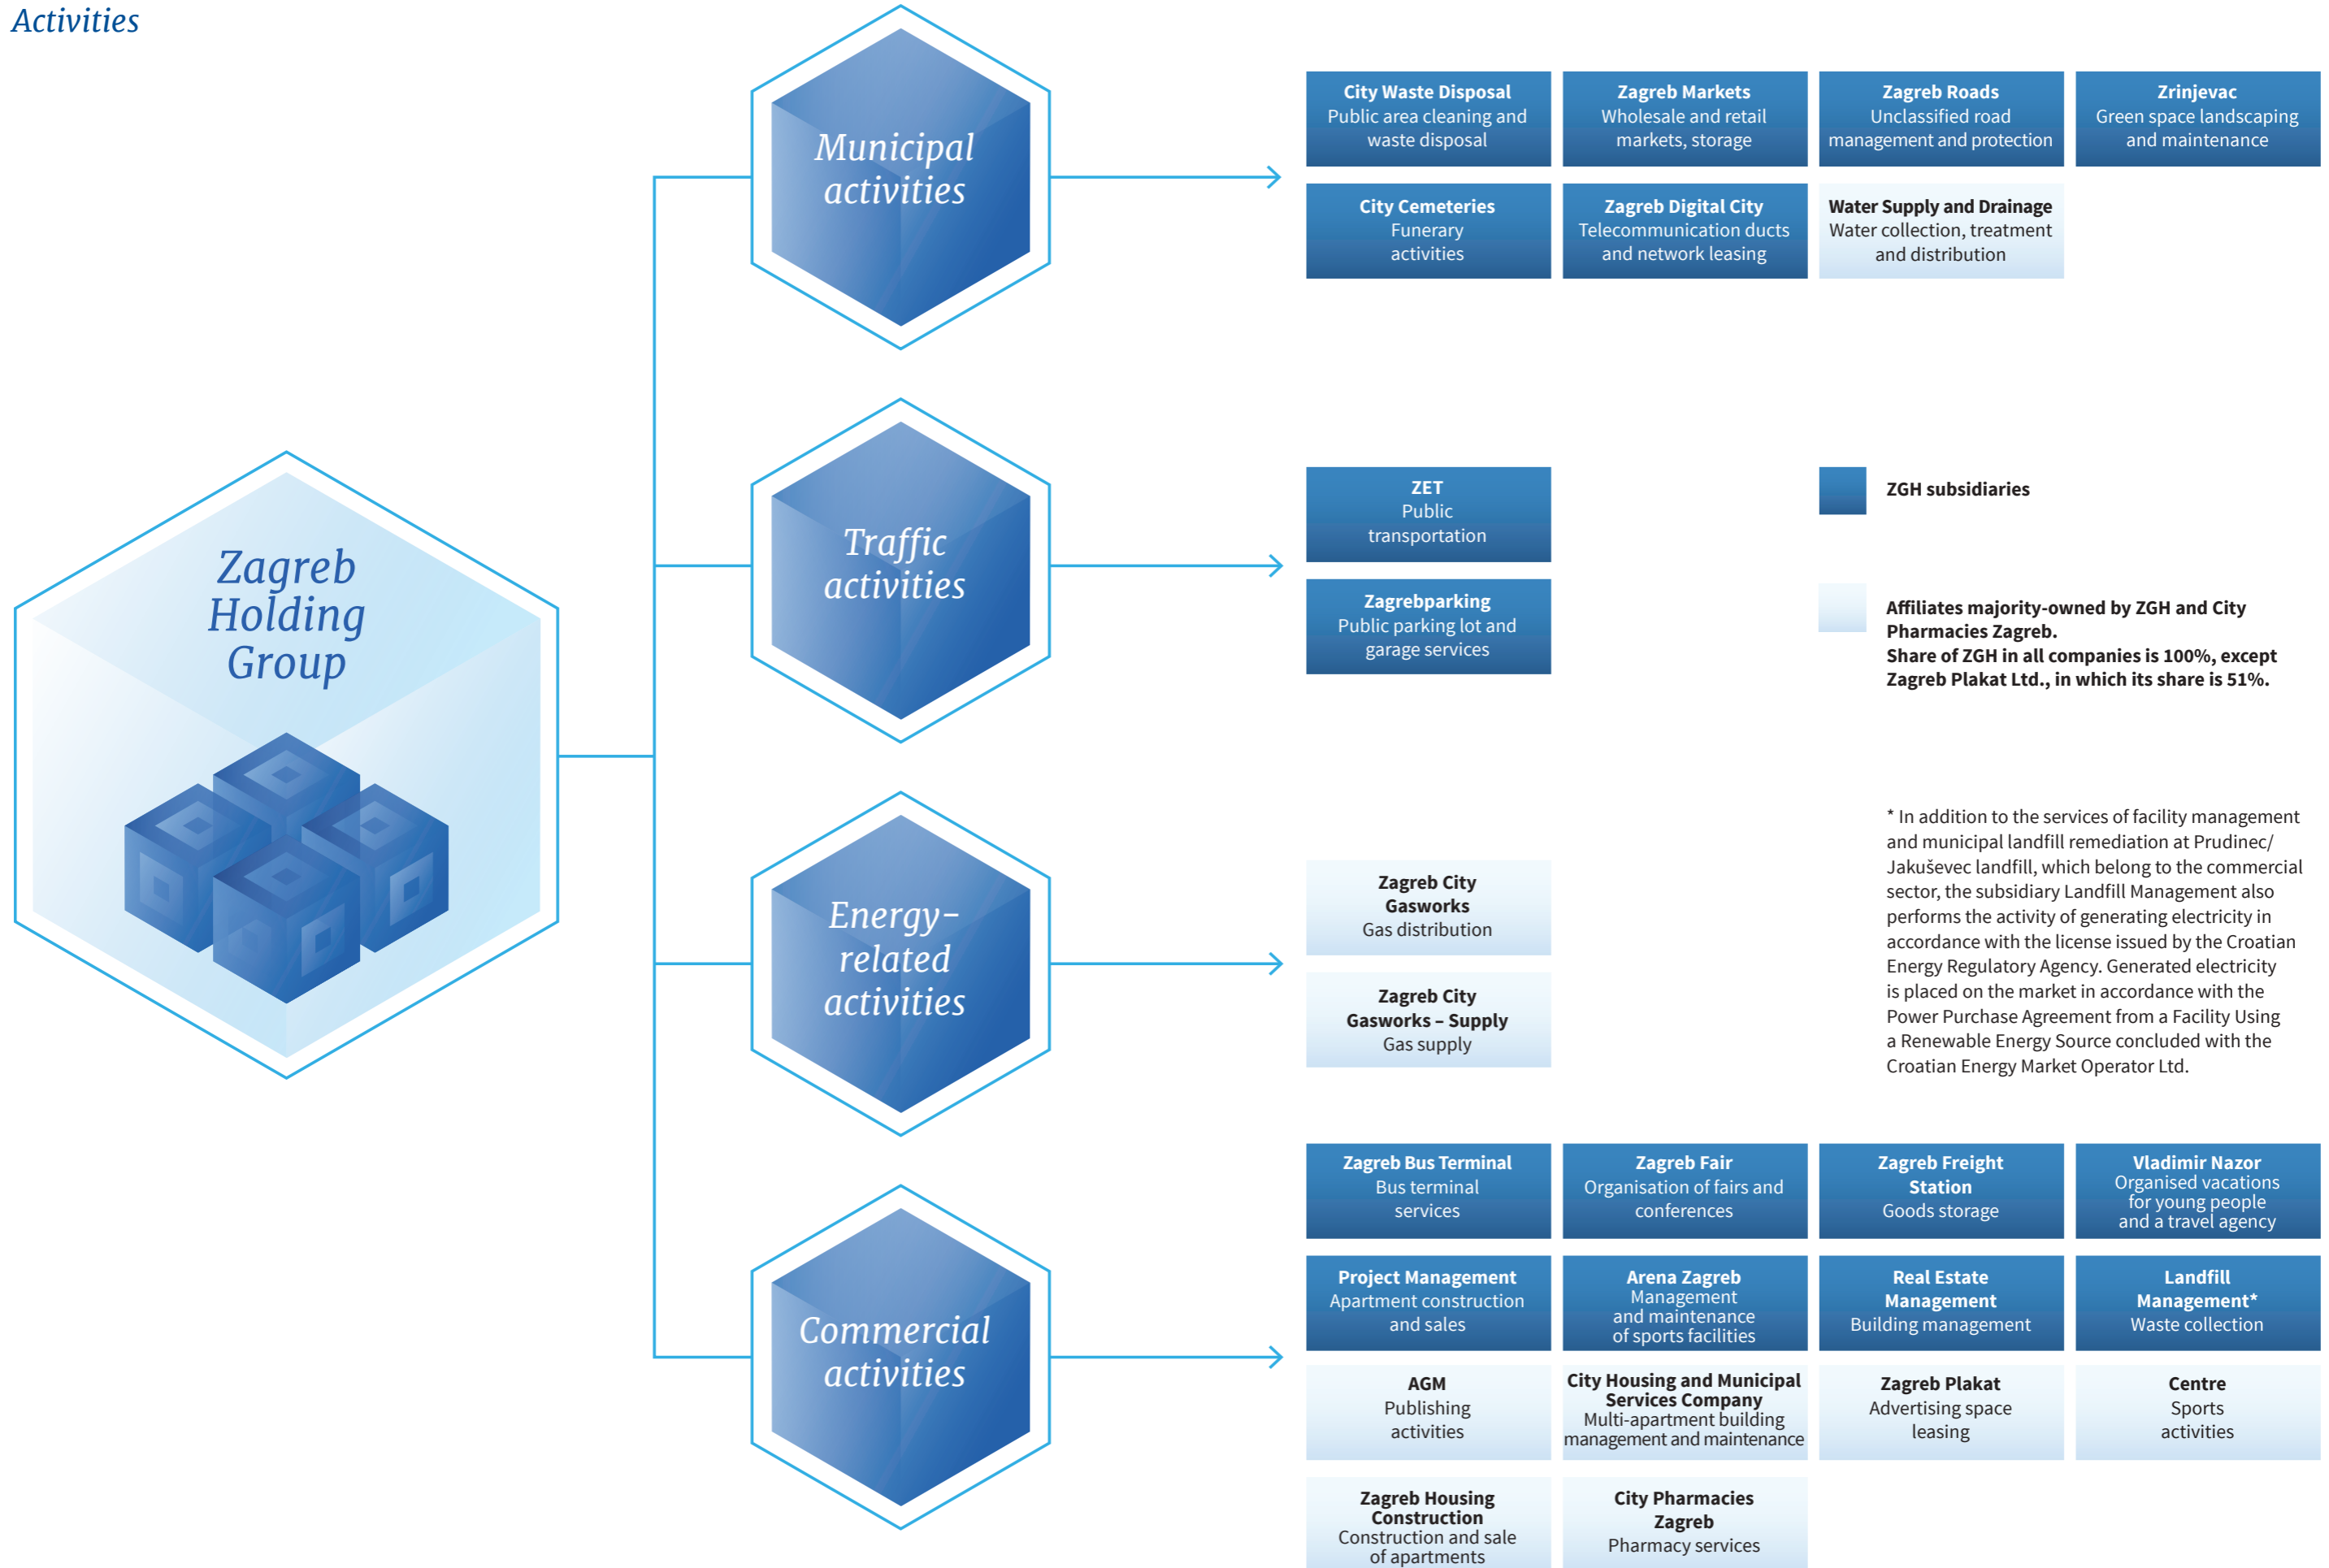 Activities
Zagreb
Holding
Group
Municipal
activities
City Waste Disposal
Public area cleaning and
waste disposal
Zagreb Markets
Wholesale and retail
markets, storage
Zagreb Roads
Unclassified road
management and protection
Zrinjevac
Green space landscaping
and maintenance
City Cemeteries
Funerary
activities
Zagreb Digital City
Telecommunication ducts
and network leasing
Water Supply and Drainage
Water collection, treatment
and distribution
Traffic
activities
ZET
Public
transportation
Zagrebparking
Public parking lot and
garage services
ZGH subsidiaries
Affiliates majority-owned by ZGH and City
Pharmacies Zagreb.
Share of ZGH in all companies is 100%, except
Zagreb Plakat Ltd., in which its share is 51%.
Energy-
related
activities
Zagreb City
Gasworks
Gas distribution
Zagreb City
Gasworks – Supply
Gas supply
* In addition to the services of facility management
and municipal landfill remediation at Prudinec/
Jakuševec landfill, which belong to the commercial
sector, the subsidiary Landfill Management also
performs the activity of generating electricity in
accordance with the license issued by the Croatian
Energy Regulatory Agency. Generated electricity
is placed on the market in accordance with the
Power Purchase Agreement from a Facility Using
a Renewable Energy Source concluded with the
Croatian Energy Market Operator Ltd.
Commercial
activities
Zagreb Bus Terminal
Bus terminal
services
Zagreb Fair
Organisation of fairs and
conferences
Zagreb Freight
Station
Goods storage
Vladimir Nazor
Organised vacations
for young people
and a travel agency
Project Management
Apartment construction
and sales
Arena Zagreb
Management
and maintenance
of sports facilities
Real Estate
Management
Building management
Landfill
Management*
Waste collection
AGM
Publishing
activities
City Housing and Municipal
Services Company
Multi-apartment building
management and maintenance
Zagreb Plakat
Advertising space
leasing
Centre
Sports
activities
Zagreb Housing
Construction
Construction and sale
of apartments
City Pharmacies
Zagreb
Pharmacy services